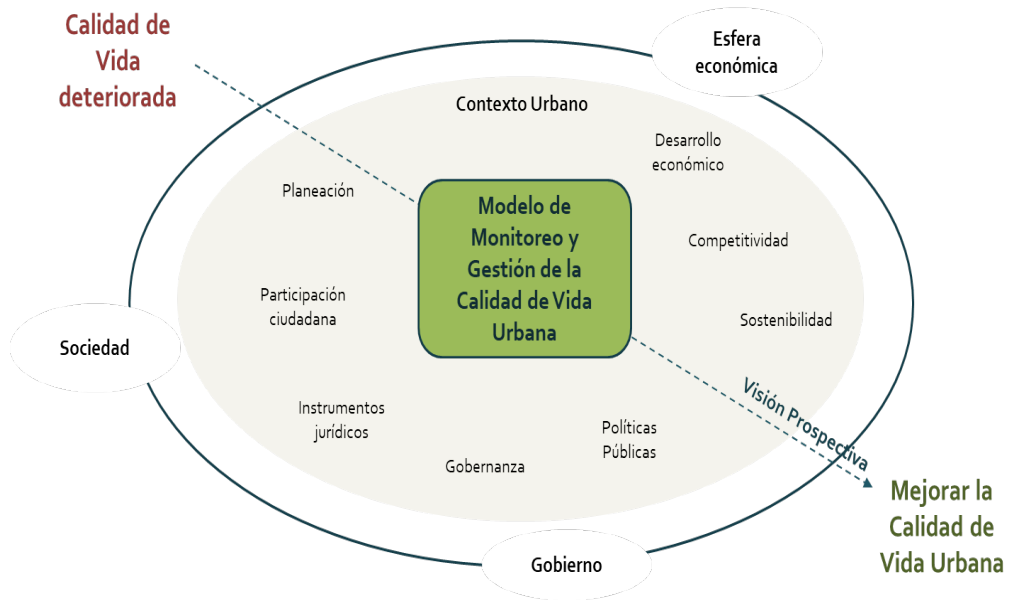 Calidad de
Vida
deteriorada
Esfera
económica
Contexto Urbano
Desarrollo
económico
Planeación
Modelo de
Monitoreo y
Gestión de la
Calidad de Vida
Urbana
Competitividad
Participación
ciudadana
Sostenibilidad
Sociedad
Visión Prospectiva
Instrumentos
jurídicos
Políticas
Públicas
Gobernanza
Mejorar la
Calidad de
Vida Urbana
Gobierno